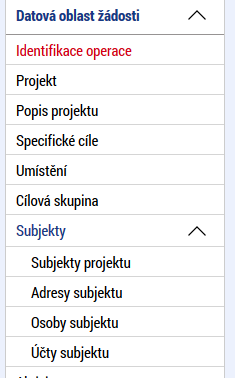 Datová oblast žádosti
Identifikace operace
Projekt
Popis projektu
Specifické cíle
Umístění
Cílová skupina
Subjekty
Subjekty projektu
Adresy subjektu
Osoby subjektu
Účty subjektu